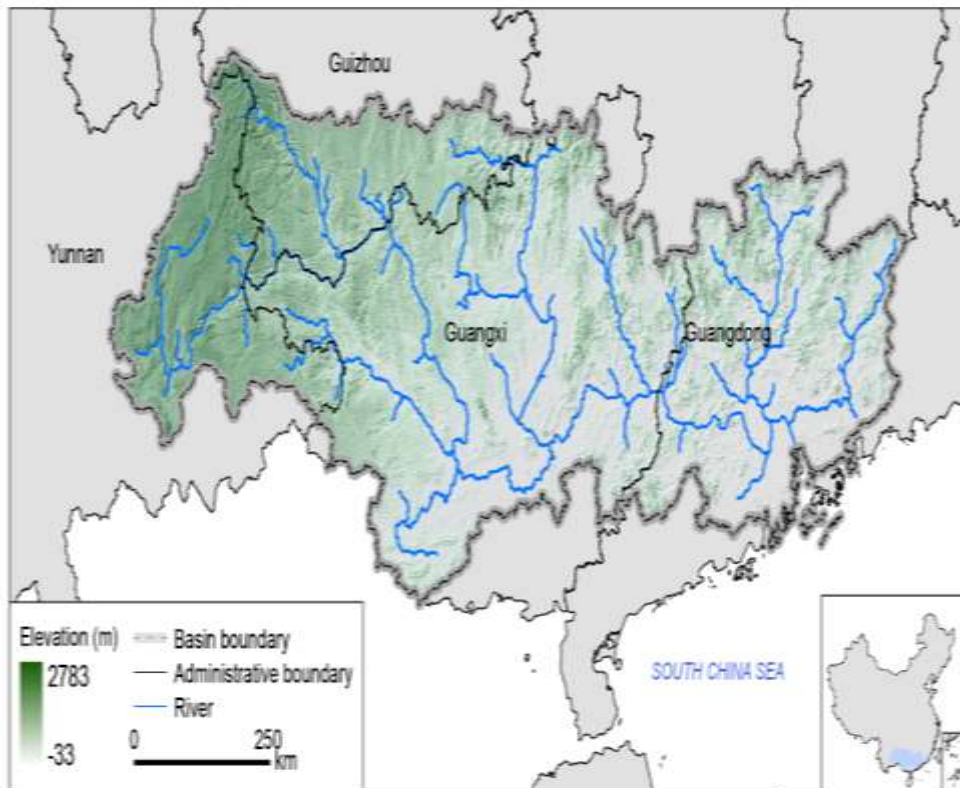 Guizhou
Yunnan
Guangxi
Guangdong
Elevation (m)
2783
-33
Basin boundary
Administrative boundary
River
0
250
km
SOUTH CHINA SEA